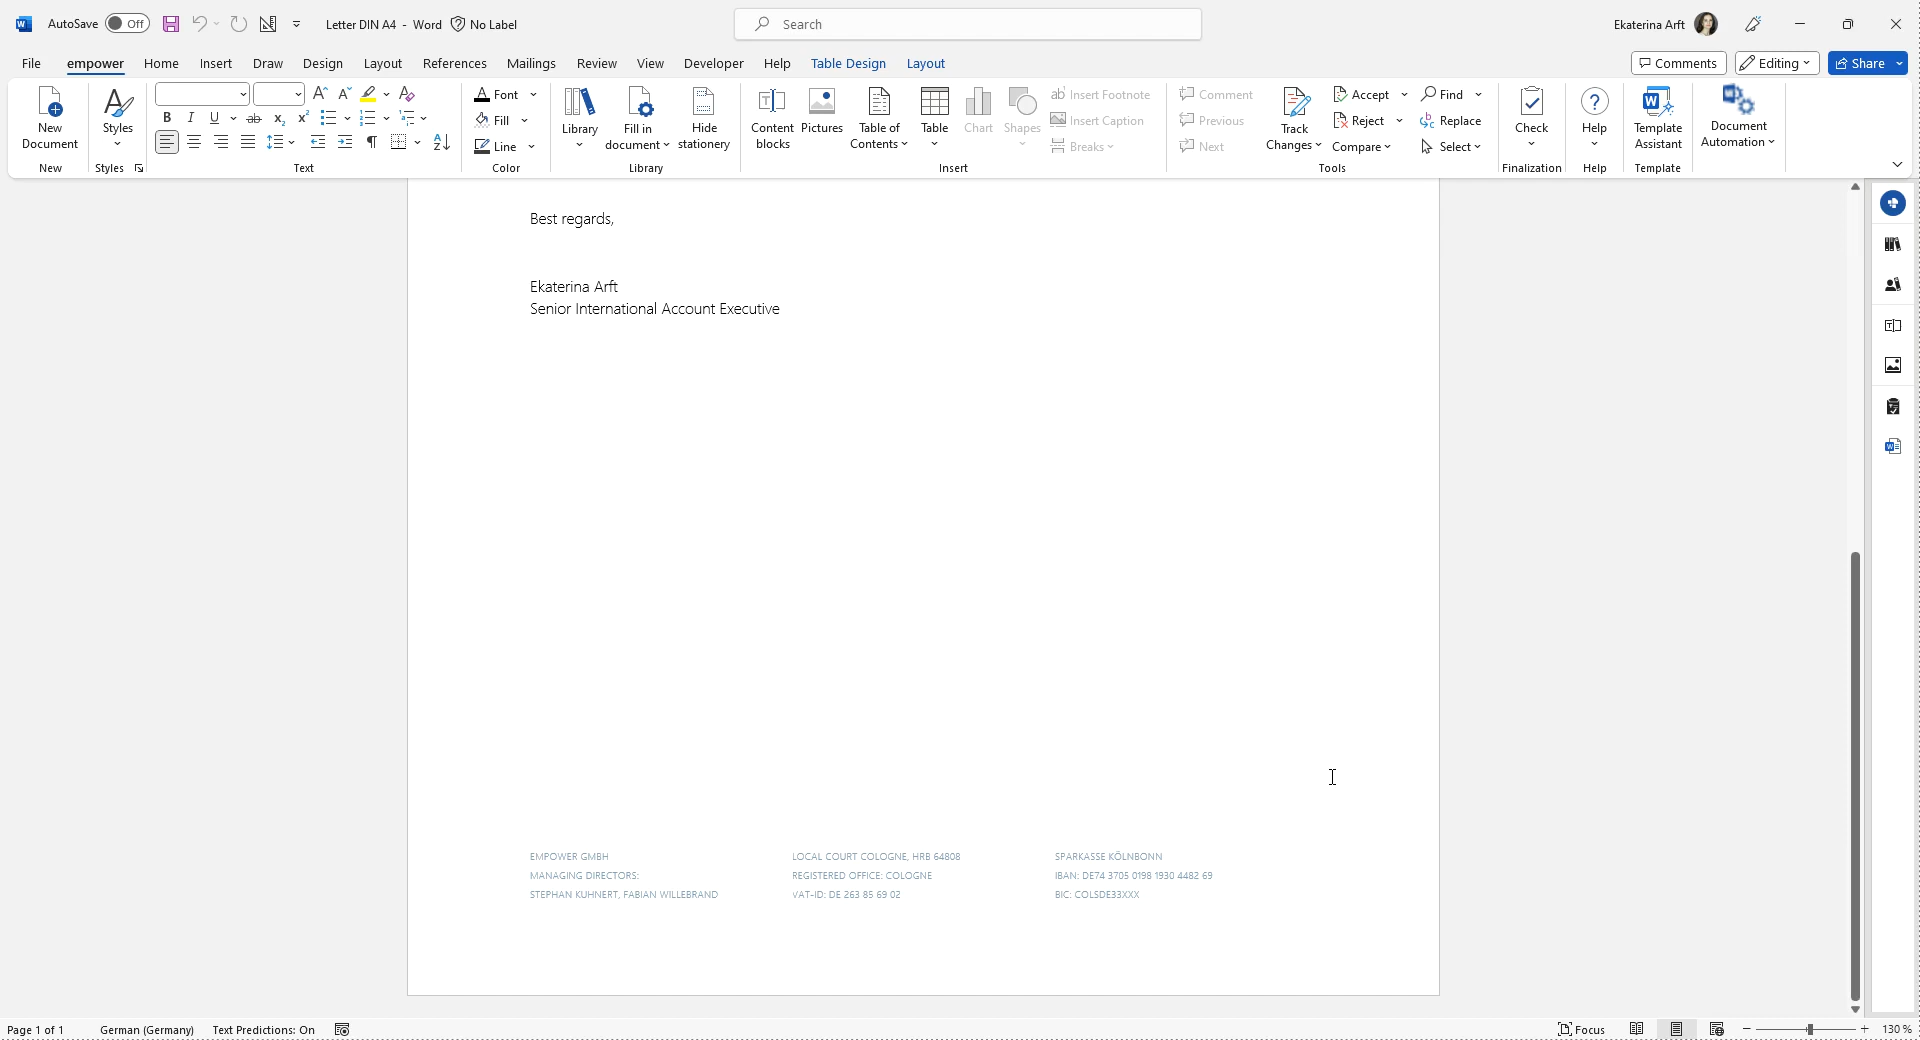 AutoSave Off Letter DIN A4 - Word No Label Search Ekaterina Arft
File empower Home Insert Draw Design Layout References Mailings Review View Developer Help Table Design Layout Comments Editing Share
New Document
New
Styles
Styles
Text
Font
Fill
Line
Color
Library
Fill in document
Hide stationery
Library
Content blocks
Pictures
Table of Contents
Table
Chart
Shapes
Insert Footnote
Insert Caption
Breaks
Insert
Comment
Previous
Next
Track Changes
Accept
Reject
Compare
Find
Replace
Select
Tools
Check
Finalization
Help
Help
Template Assistant
Template
Document Automation
Best regards,
Ekaterina Arft
Senior International Account Executive
EMPOWER GMBH
MANAGING DIRECTORS:
STEPHAN KUHNERT, FABIAN WILLEBRAND
LOCAL COURT COLOGNE, HRB 64808
REGISTERED OFFICE: COLOGNE
VAT-ID: DE 263 85 69 02
SPARKASSE KÖLNBONN
IBAN: DE74 3705 0198 1930 4482 69
BIC: COLSDE33XXX
Page 1 of 1 German (Germany) Text Predictions: On Focus 130 %